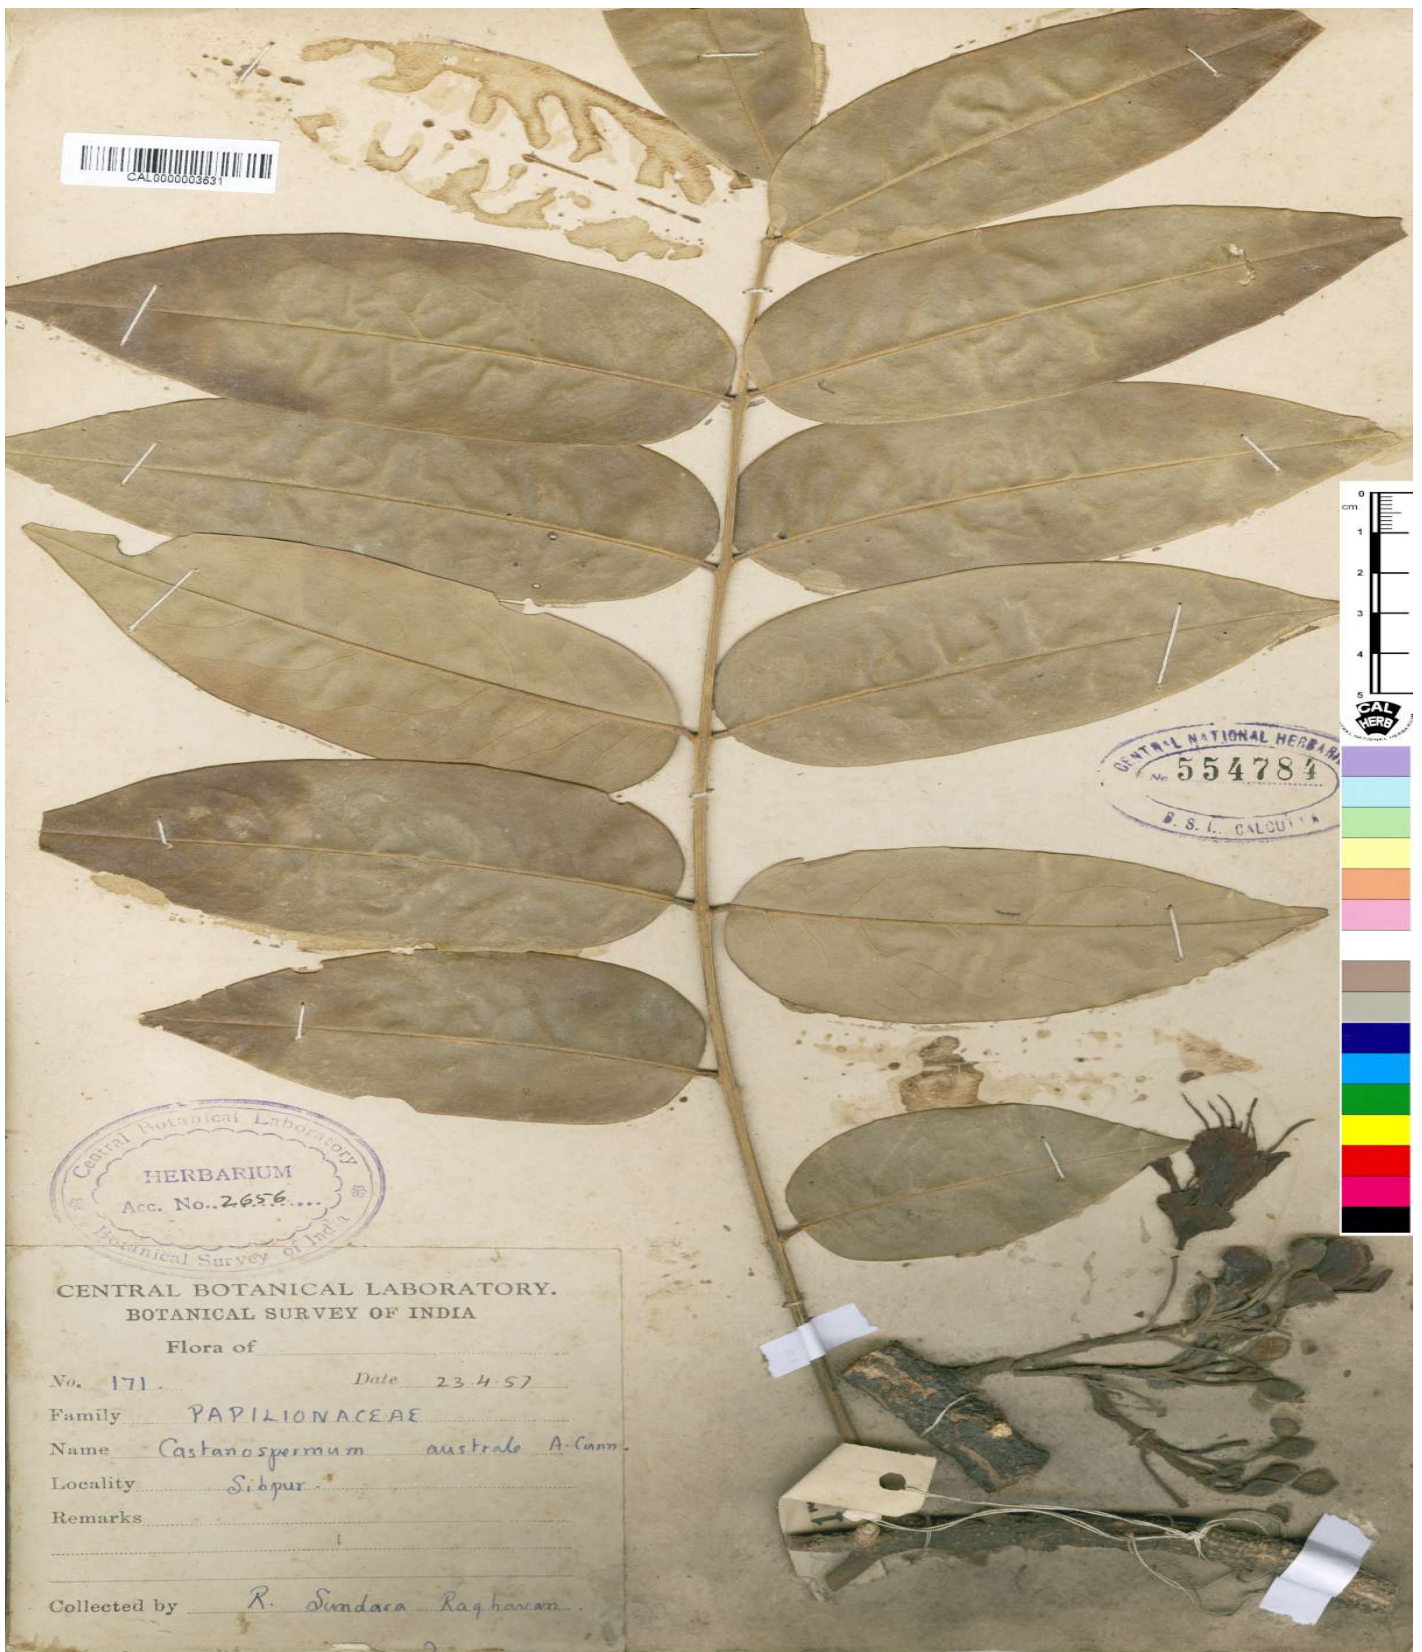 CAL0000003631
0
cm
1
2
3
4
5
CAL
HERB
CENTRAL NATIONAL HERBARI
No 554784
B. S. I., CALCUTTA
Central Botanical Laboratory
HERBARIUM
Acc. No. 2656
Botanical Survey of India
CENTRAL BOTANICAL LABORATORY.
BOTANICAL SURVEY OF INDIA
Flora of
No. 171. Date 23.4.57
Family PAPILIONACEAE
Name Castanospermum australe A. Cunn.
Locality Sibpur.
Remarks
Collected by R. Sundara Raghavan.